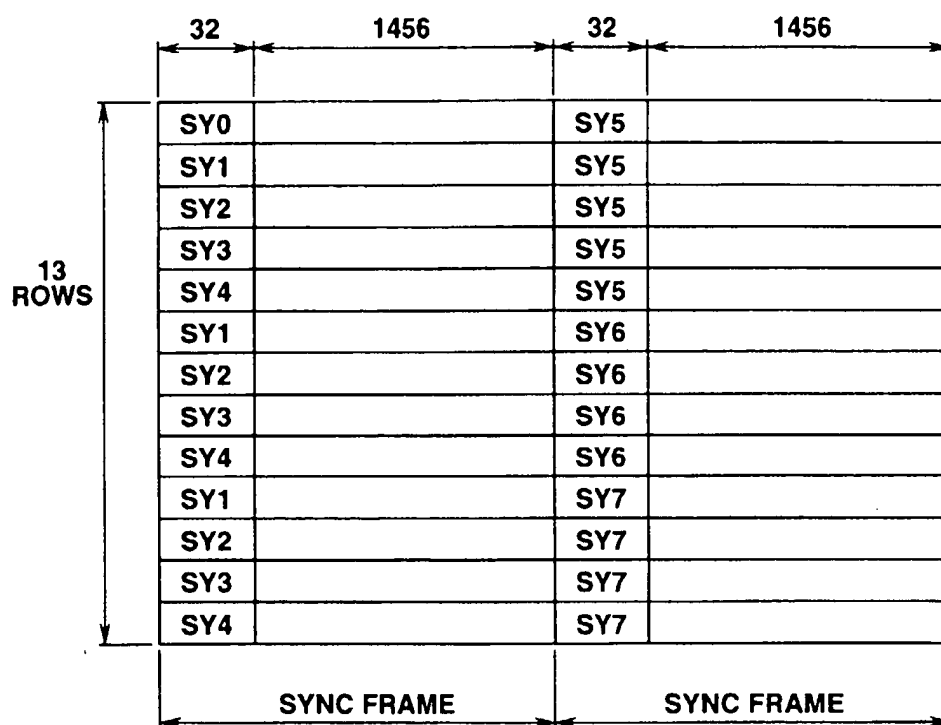 32 1456 32 1456
SY0 SY5
SY1 SY5
SY2 SY5
SY3 SY5
13
ROWS
SY4 SY5
SY1 SY6
SY2 SY6
SY3 SY6
SY4 SY6
SY1 SY7
SY2 SY7
SY3 SY7
SY4 SY7
SYNC FRAME SYNC FRAME